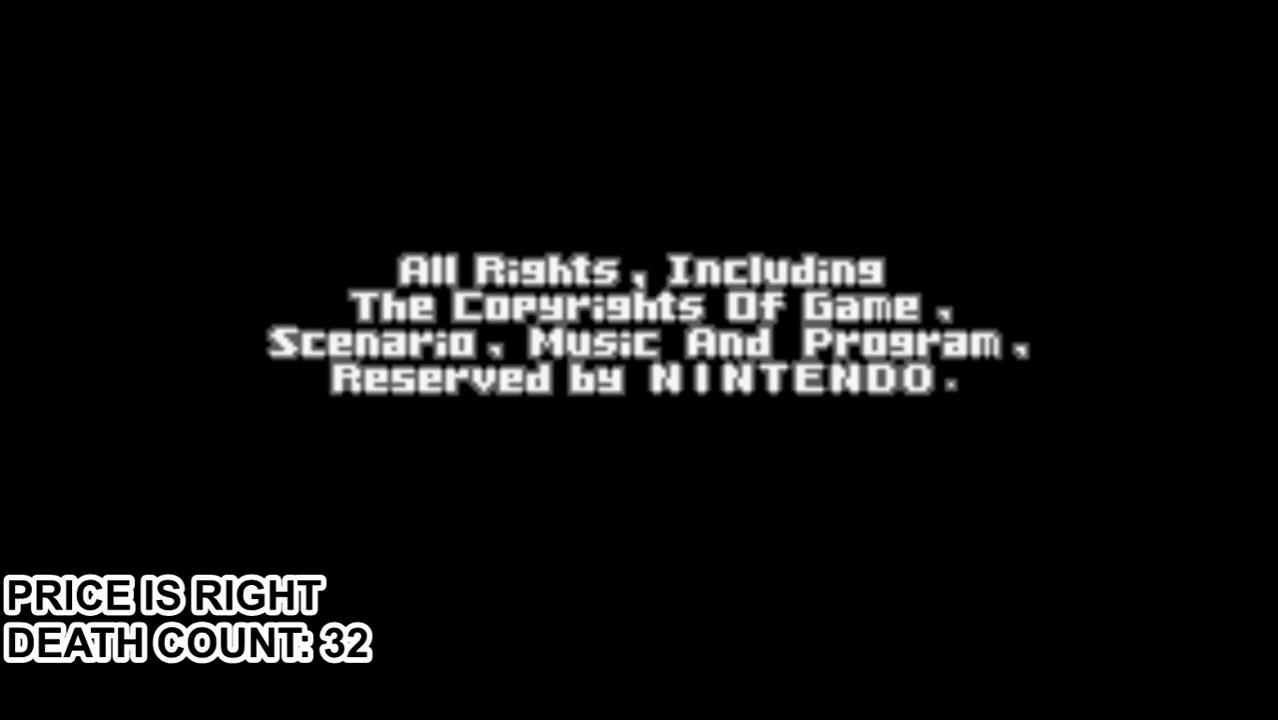 All Rights, Including
The Copyrights Of Game,
Scenario, Music And Program,
Reserved by NINTENDO.
PRICE IS RIGHT
DEATH COUNT: 32